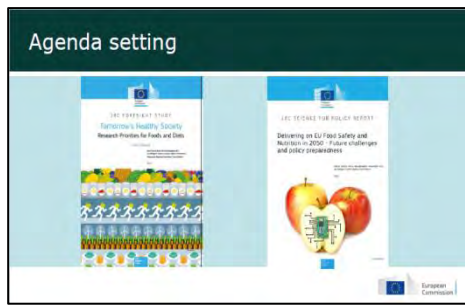 Agenda setting
JRC FORESIGHT STUDY
Tomorrow's Healthy Society
Research Priorities for Foods and Diets
JRC SCIENCE FOR POLICY REPORT
Delivering on EU Food Safety and
Nutrition in 2050 - Future challenges
and policy preparedness
European
Commission